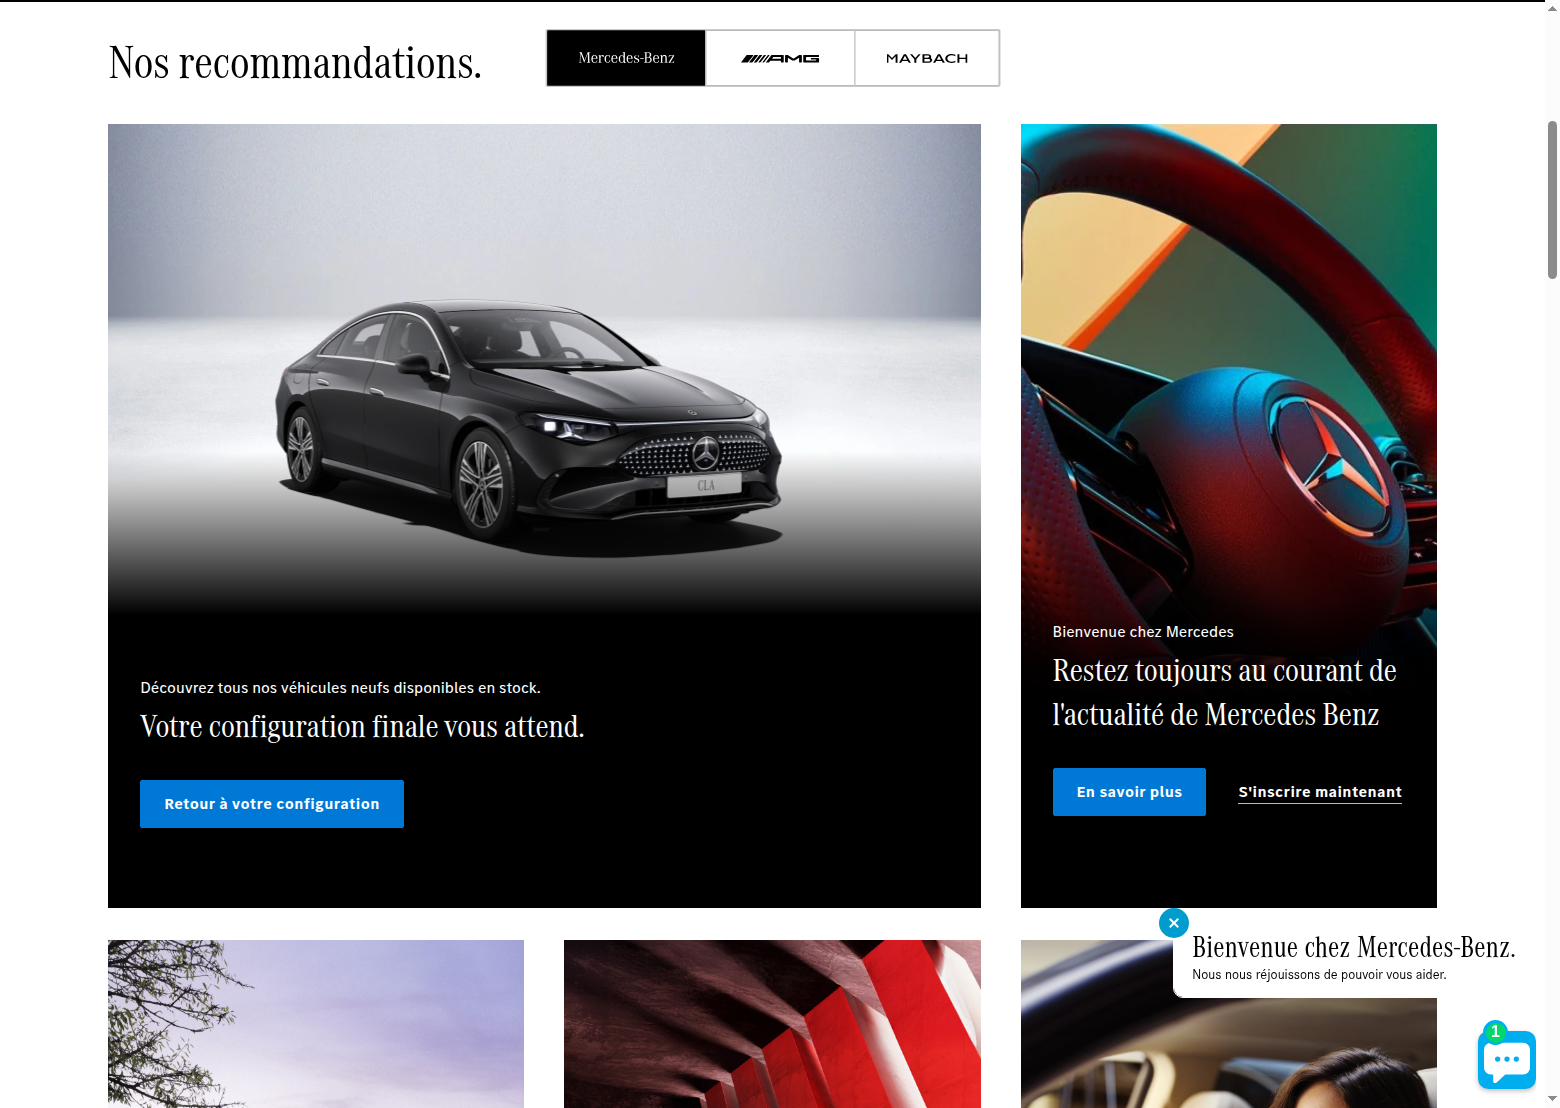 Nos recommandations.
Mercedes-Benz
AMG
MAYBACH
CLA
Découvrez tous nos véhicules neufs disponibles en stock.
Votre configuration finale vous attend.
Retour à votre configuration
Bienvenue chez Mercedes
Restez toujours au courant de
l'actualité de Mercedes Benz
En savoir plus
S'inscrire maintenant
Bienvenue chez Mercedes-Benz.
Nous nous réjouissons de pouvoir vous aider.
1